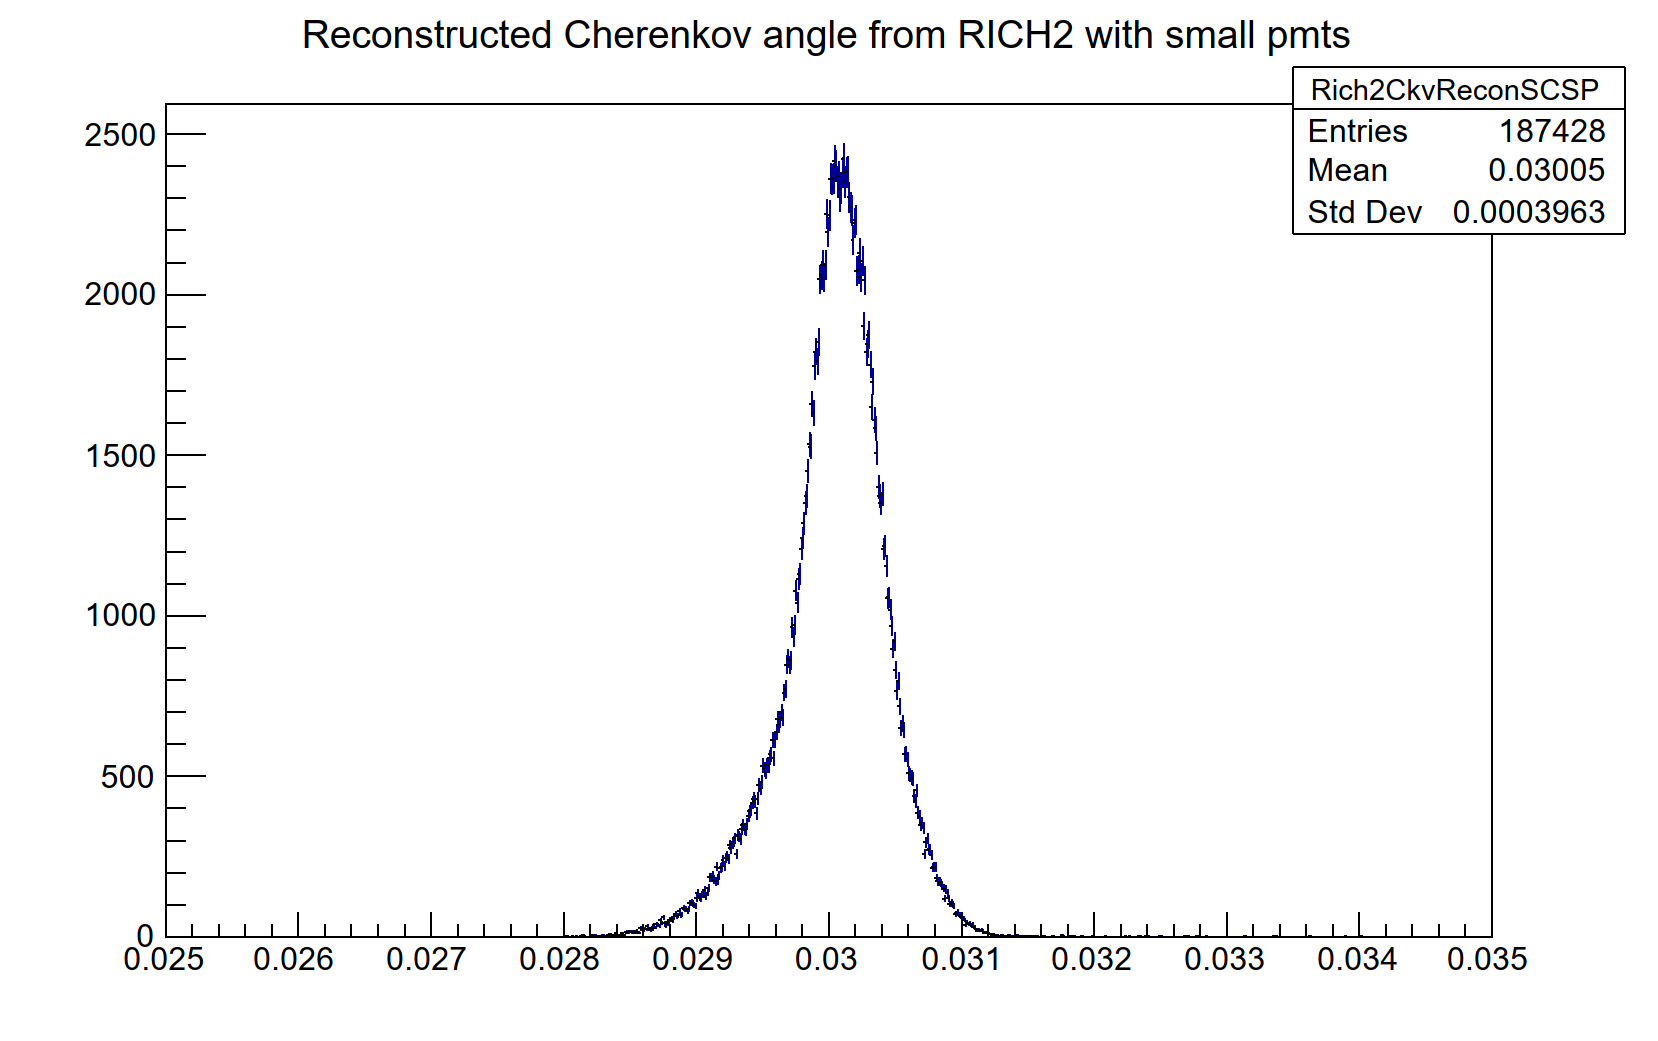 Reconstructed Cherenkov angle from RICH2 with small pmts
Rich2CkvReconSCSP
Entries 187428
Mean 0.03005
Std Dev 0.0003963
2500
2000
1500
1000
500
0
0.025 0.026 0.027 0.028 0.029 0.03 0.031 0.032 0.033 0.034 0.035